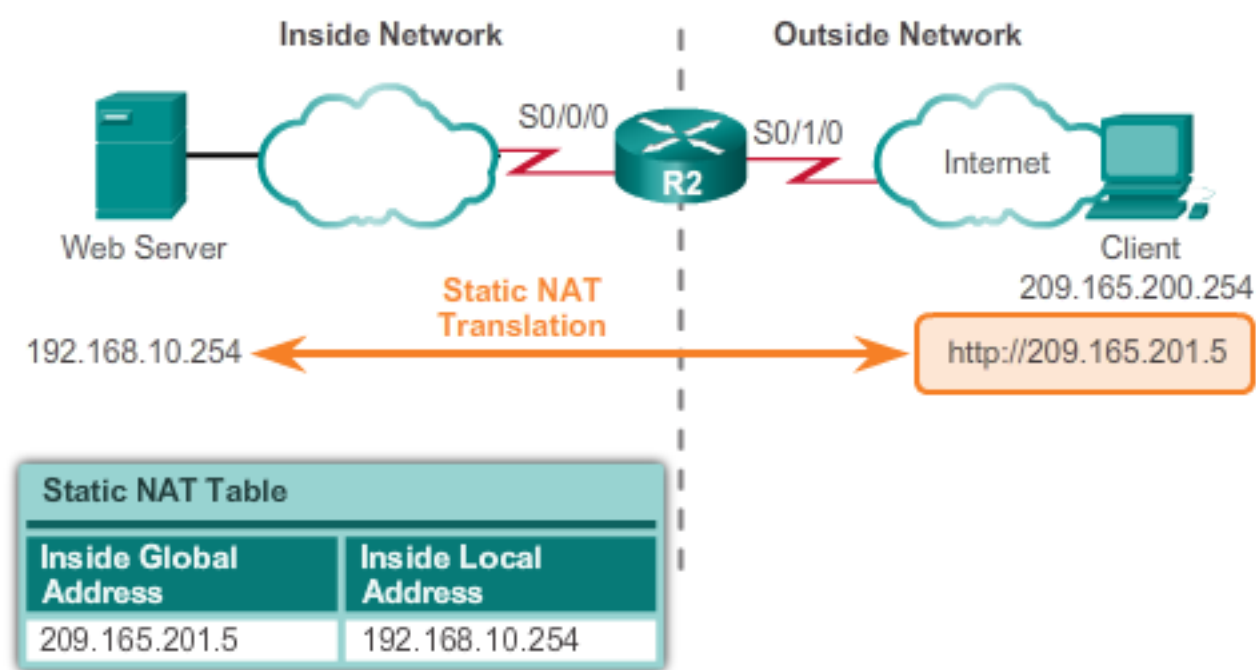 Inside Network
Outside Network
S0/0/0
S0/1/0
R2
Internet
Web Server
Client
209.165.200.254
Static NAT
Translation
192.168.10.254
http://209.165.201.5
Static NAT Table
Inside Global
Address
Inside Local
Address
209.165.201.5
192.168.10.254